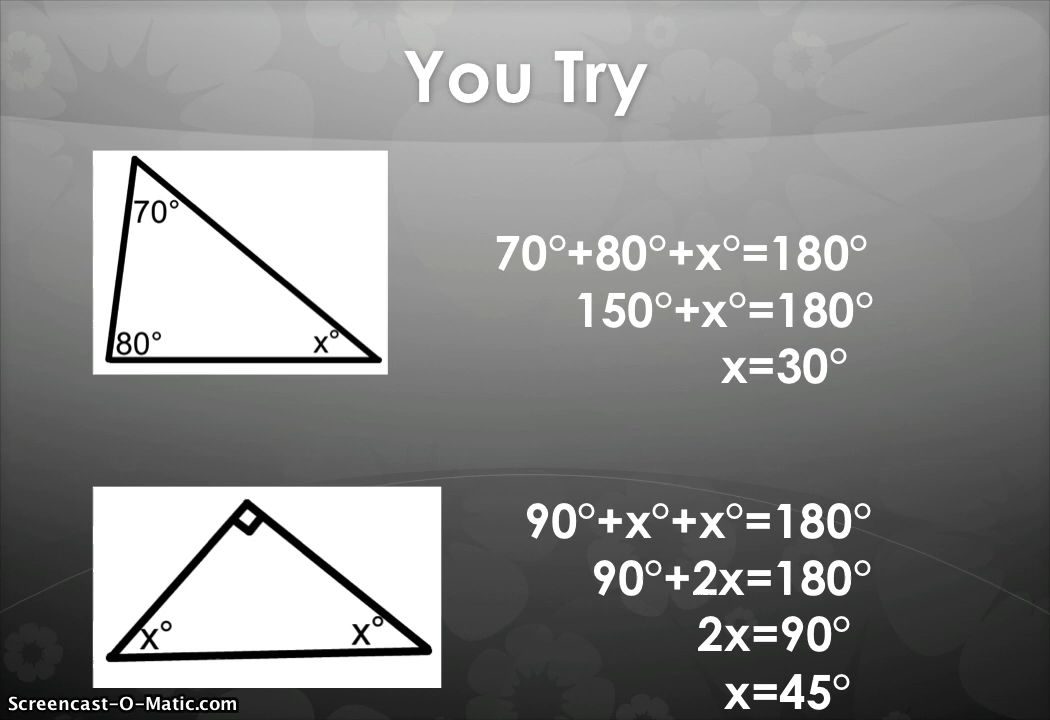 You Try
70°
80°
x°
70°+80°+x°=180°
150°+x°=180°
x=30°
x°
x°
90°+x°+x°=180°
90°+2x=180°
2x=90°
x=45°
Screencast-O-Matic.com